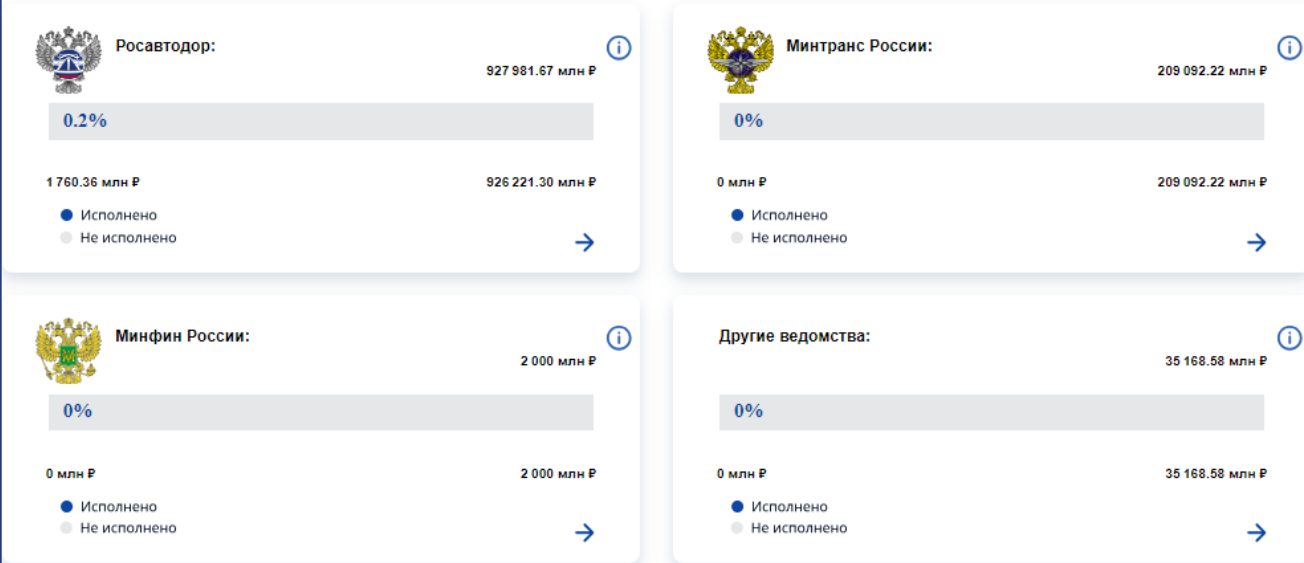 Росавтодор:
927 981.67 млн ₽
0.2%
1 760.36 млн ₽
926 221.30 млн ₽
Исполнено
Не исполнено
Минтранс России:
209 092.22 млн ₽
0%
0 млн ₽
209 092.22 млн ₽
Исполнено
Не исполнено
Минфин России:
2 000 млн ₽
0%
0 млн ₽
2 000 млн ₽
Исполнено
Не исполнено
Другие ведомства:
35 168.58 млн ₽
0%
0 млн ₽
35 168.58 млн ₽
Исполнено
Не исполнено